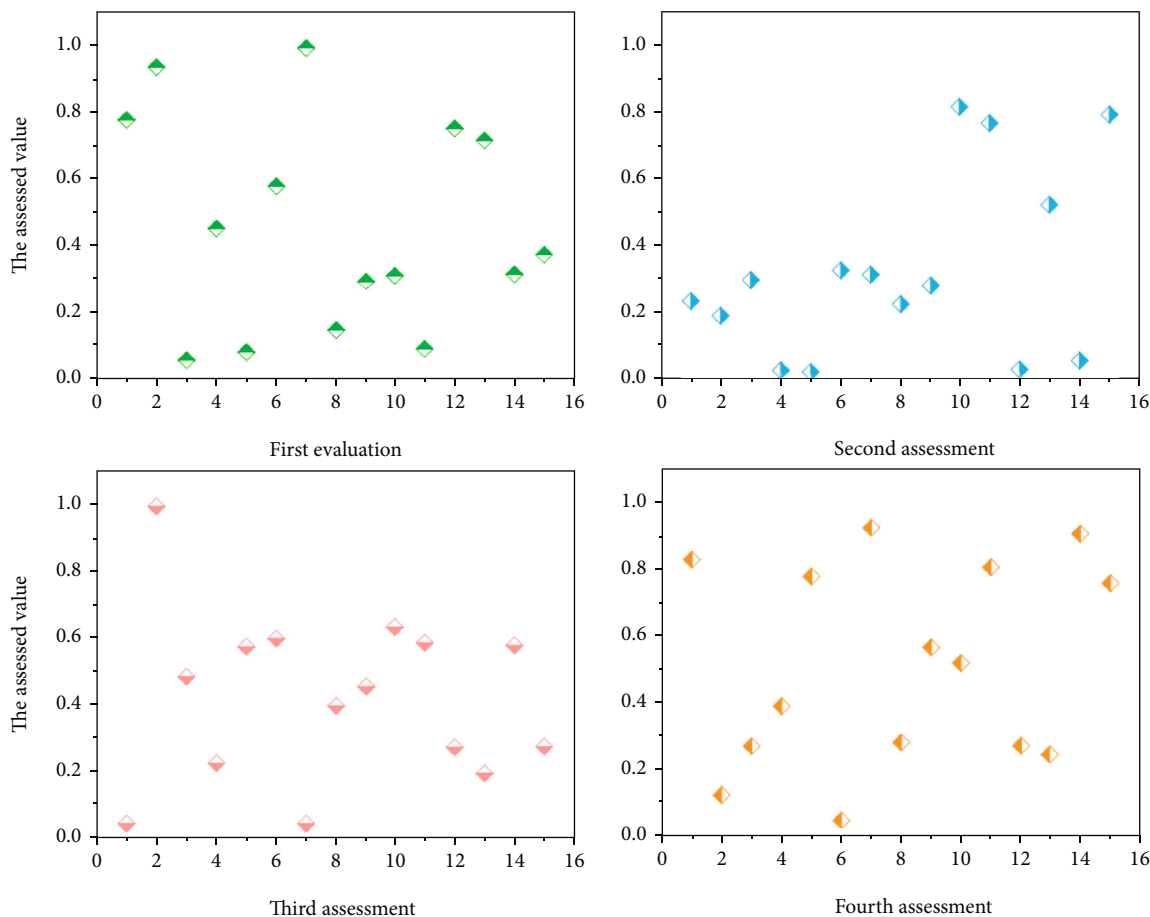 The assessed value
1.0
0.8
0.6
0.4
0.2
0.0
0 2 4 6 8 10 12 14 16
First evaluation
1.0
0.8
0.6
0.4
0.2
0.0
0 2 4 6 8 10 12 14 16
Second assessment
The assessed value
1.0
0.8
0.6
0.4
0.2
0.0
0 2 4 6 8 10 12 14 16
Third assessment
1.0
0.8
0.6
0.4
0.2
0.0
0 2 4 6 8 10 12 14 16
Fourth assessment